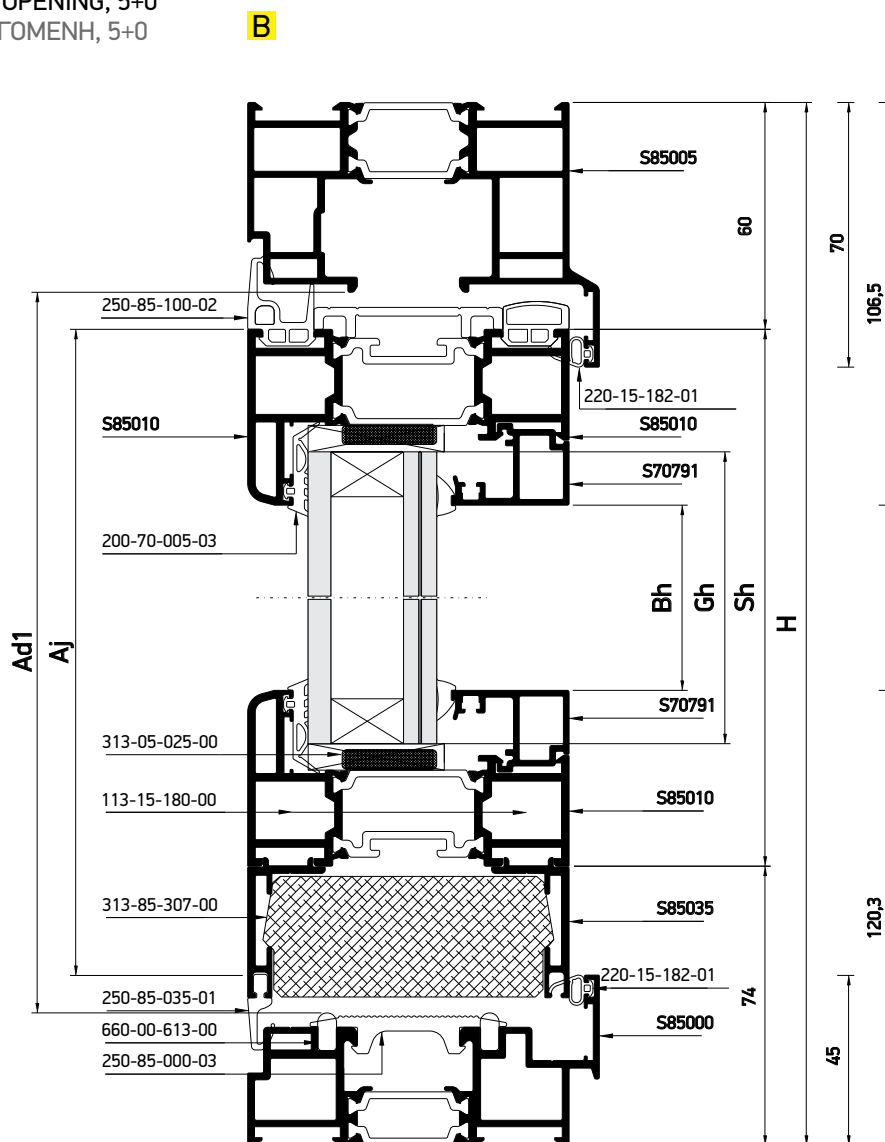 OPENING, 5+0
ΓΟΜΕΝΗ, 5+0
B
S85005
60
70
106,5
250-85-100-02
220-15-182-01
S85010
S85010
S70791
200-70-005-03
Ad1
Aj
Bh
Gh
Sh
H
S70791
313-05-025-00
113-15-180-00
S85010
313-85-307-00
S85035
120,3
220-15-182-01
250-85-035-01
74
660-00-613-00
S85000
250-85-000-03
45